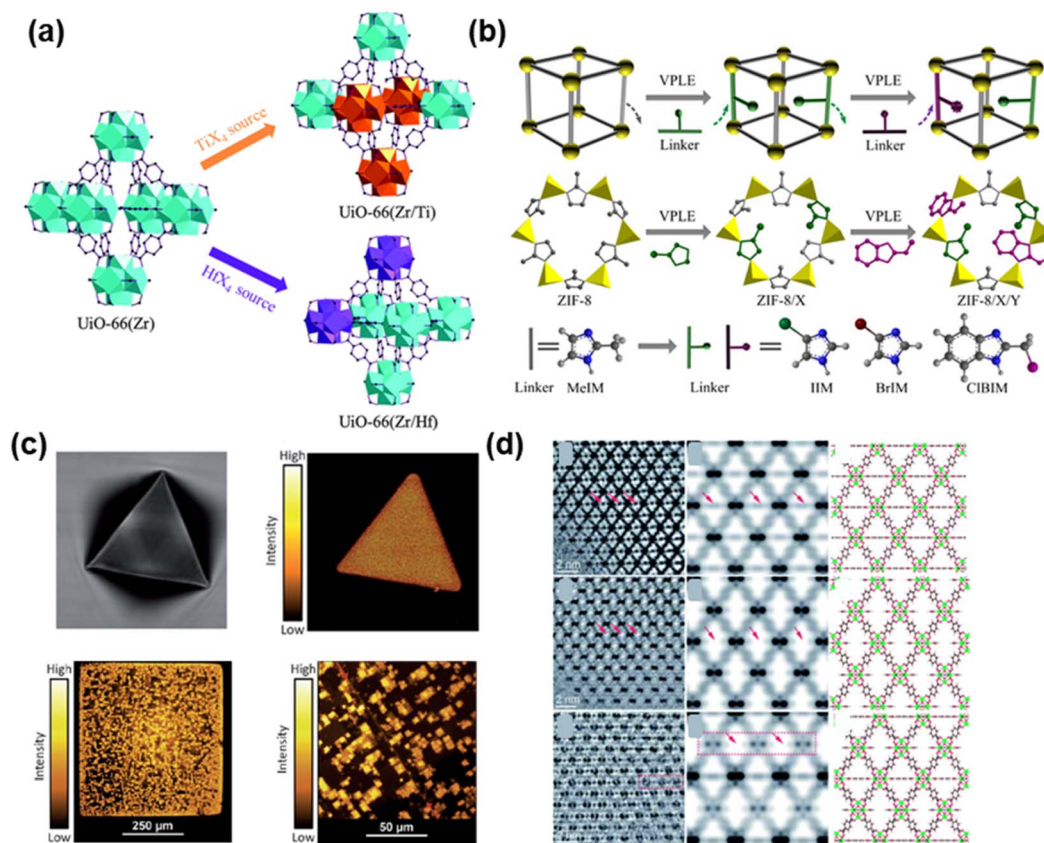 (a)
TiX4 source
UiO-66(Zr/Ti)
UiO-66(Zr)
HfX4 source
UiO-66(Zr/Hf)
(b)
VPLE
VPLE
Linker
Linker
VPLE
VPLE
ZIF-8
ZIF-8/X
ZIF-8/X/Y
Linker
MeIM
Linker
IIM
BrIM
ClBIM
(c)
High
Intensity
Low
High
Intensity
Low
250 µm
High
Intensity
Low
50 µm
(d)
2 nm
2 nm